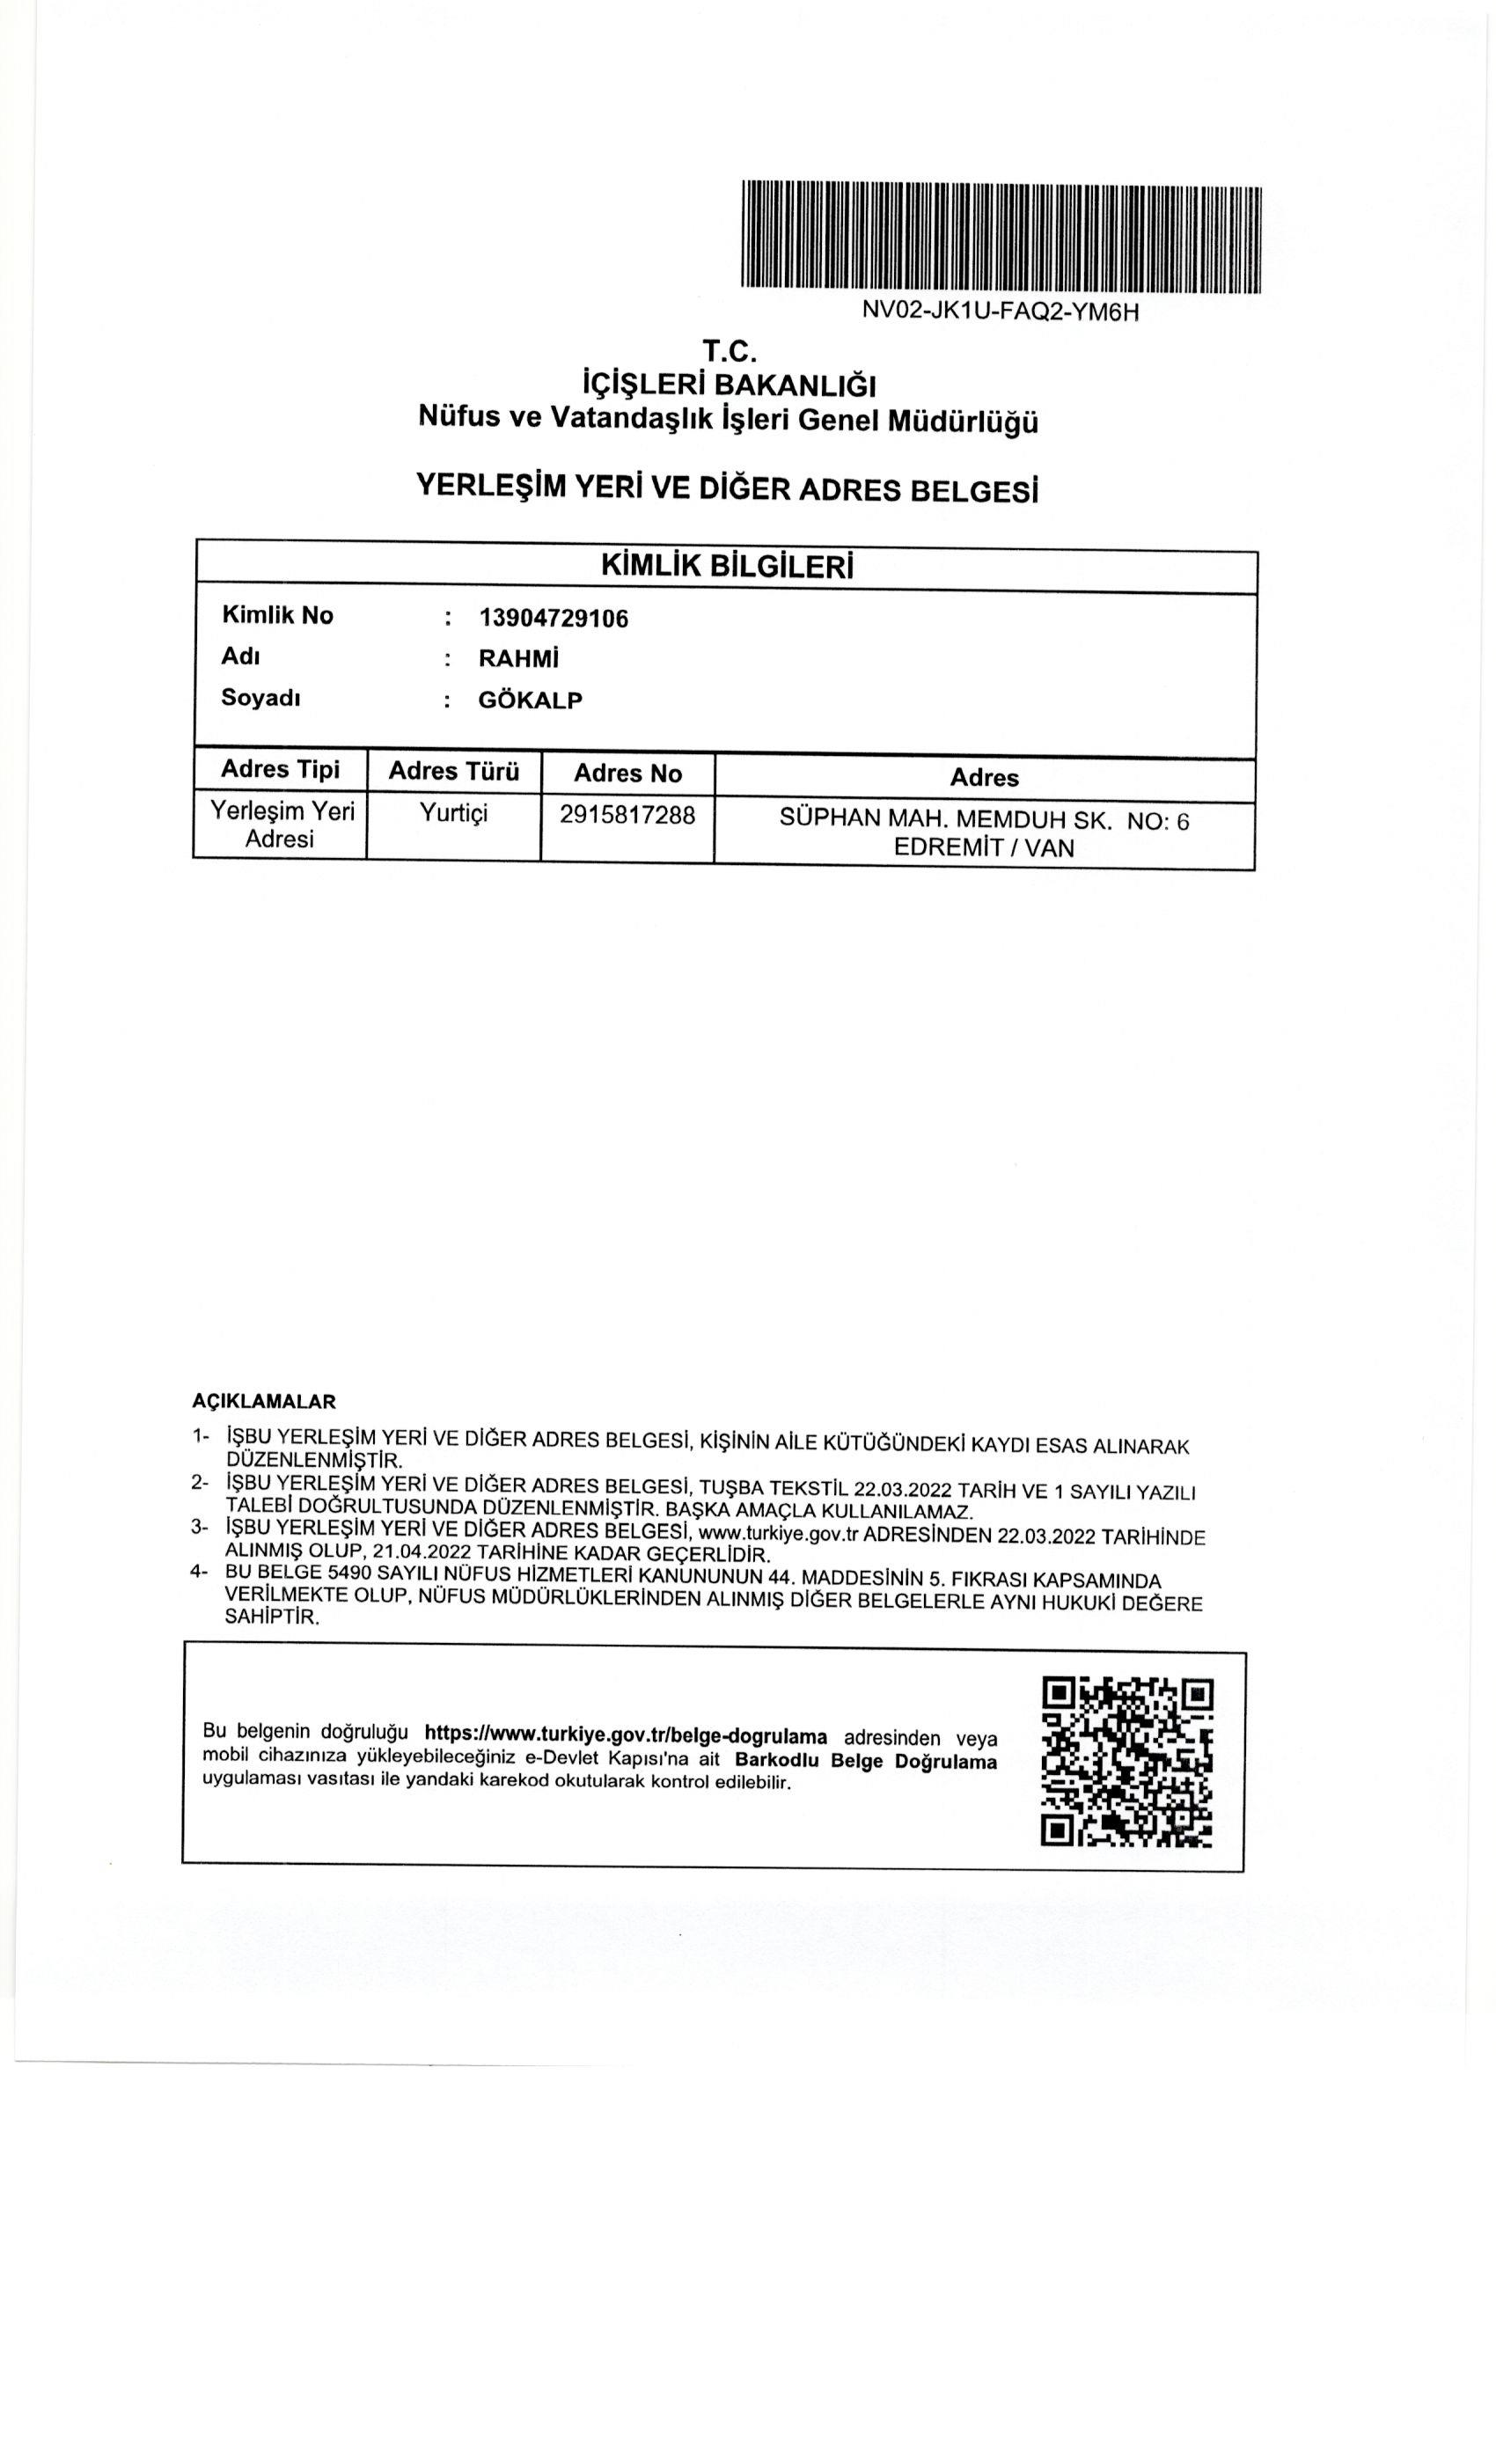 NV02-JK1U-FAQ2-YM6H
T.C.
İÇİŞLERİ BAKANLIĞI
Nüfus ve Vatandaşlık İşleri Genel Müdürlüğü
YERLEŞİM YERİ VE DİĞER ADRES BELGESİ
KİMLİK BİLGİLERİ
Kimlik No : 13904729106
Adı : RAHMİ
Soyadı : GÖKALP
Adres Tipi Adres Türü Adres No Adres
Yerleşim Yeri Yurtiçi 2915817288 SÜPHAN MAH. MEMDUH SK. NO: 6
Adresi EDREMİT / VAN
AÇIKLAMALAR
1- İŞBU YERLEŞİM YERİ VE DİĞER ADRES BELGESİ, KİŞİNİN AİLE KÜTÜĞÜNDEKİ KAYDI ESAS ALINARAK
DÜZENLENMİŞTİR.
2- İŞBU YERLEŞİM YERİ VE DİĞER ADRES BELGESİ, TUŞBA TEKSTİL 22.03.2022 TARİH VE 1 SAYILI YAZILI
TALEBİ DOĞRULTUSUNDA DÜZENLENMİŞTİR. BAŞKA AMAÇLA KULLANILAMAZ.
3- İŞBU YERLEŞİM YERİ VE DİĞER ADRES BELGESİ, www.turkiye.gov.tr ADRESİNDEN 22.03.2022 TARİHİNDE
ALINMIŞ OLUP, 21.04.2022 TARİHİNE KADAR GEÇERLİDİR.
4- BU BELGE 5490 SAYILI NÜFUS HİZMETLERİ KANUNUNUN 44. MADDESİNİN 5. FIKRASI KAPSAMINDA
VERİLMEKTE OLUP, NÜFUS MÜDÜRLÜKLERİNDEN ALINMIŞ DİĞER BELGELERLE AYNI HUKUKİ DEĞERE
SAHİPTİR.
Bu belgenin doğruluğu https://www.turkiye.gov.tr/belge-dogrulama adresinden veya
mobil cihazınıza yükleyebileceğiniz e-Devlet Kapısı'na ait Barkodlu Belge Doğrulama
uygulaması vasıtası ile yandaki karekod okutularak kontrol edilebilir.